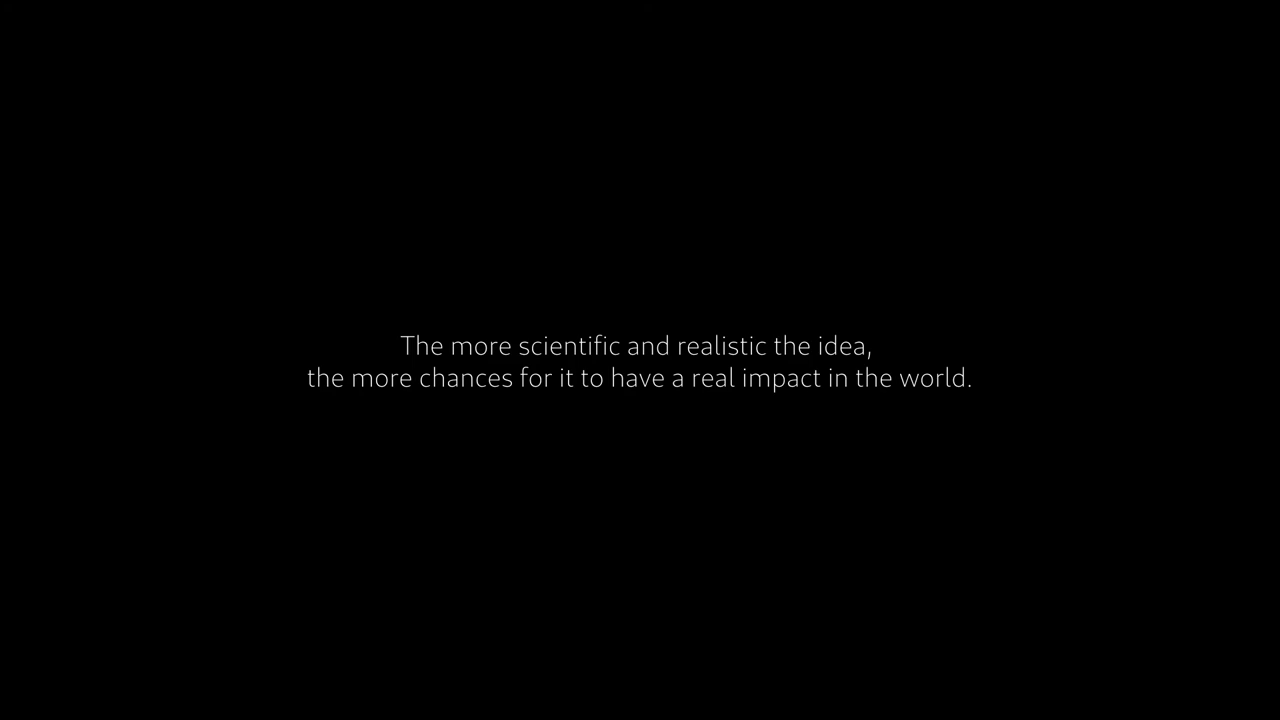 The more scientific and realistic the idea,
the more chances for it to have a real impact in the world.